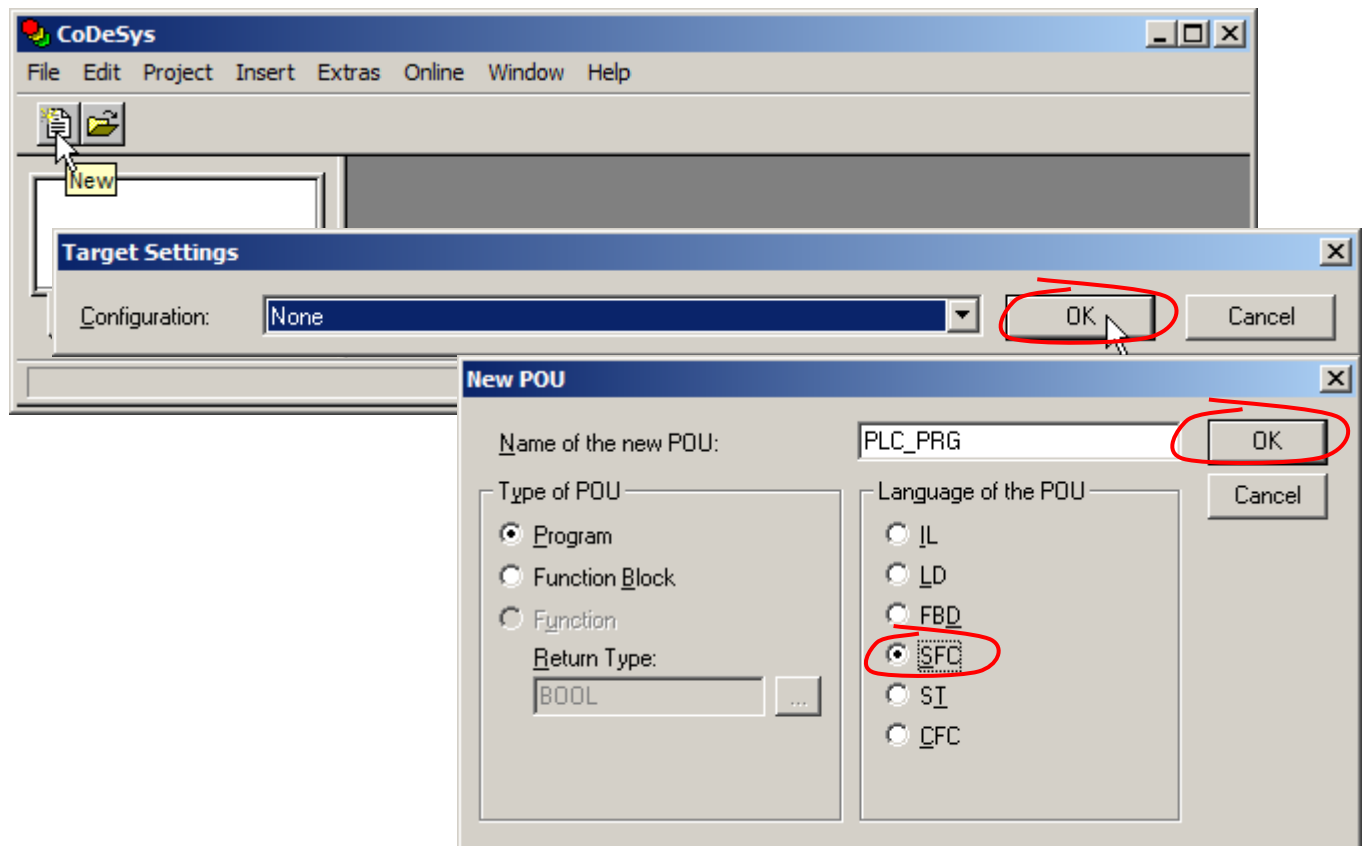 CoDeSys
File Edit Project Insert Extras Online Window Help
New
Target Settings
Configuration: None OK Cancel
New POU
Name of the new POU: PLC_PRG OK
Type of POU Language of the POU Cancel
Program IL
Function Block LD
Function FBD
Return Type: SFC
BOOL ... ST
CFC